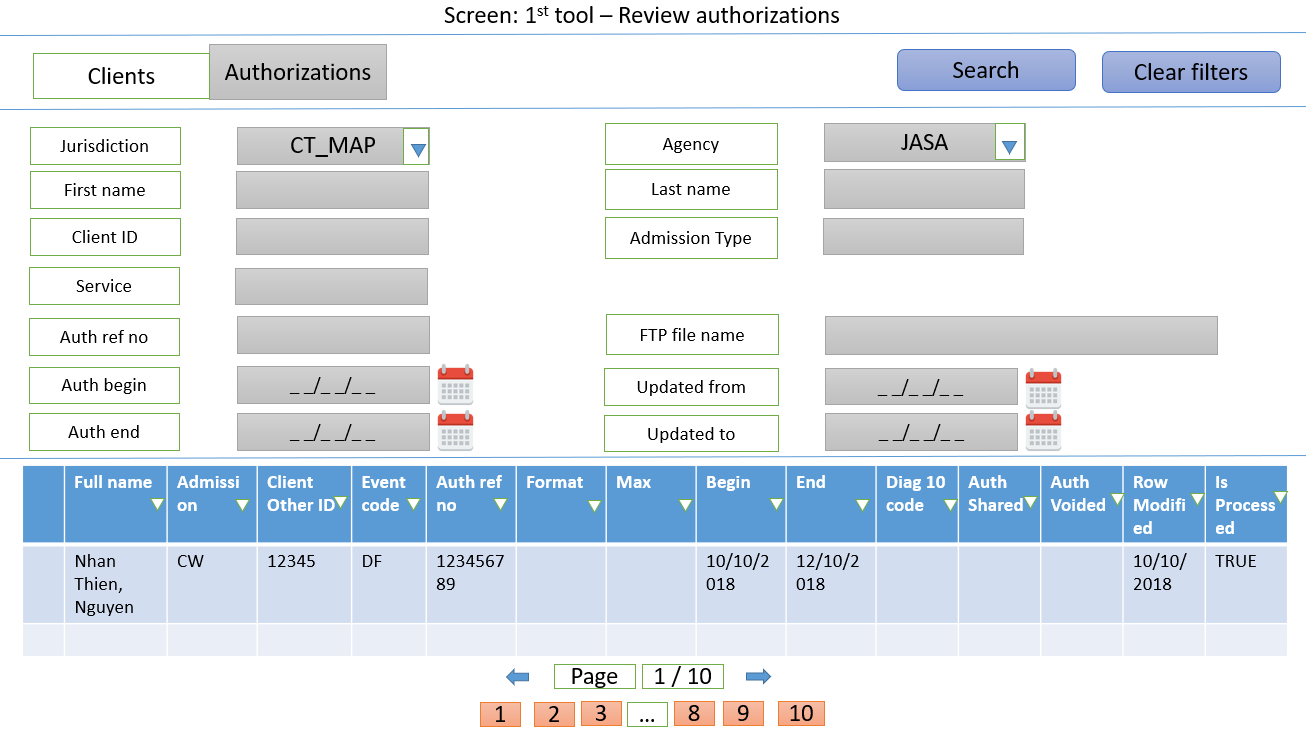 Screen: 1st tool – Review authorizations
Clients
Authorizations
Search
Clear filters
Jurisdiction
CT_MAP
Agency
JASA
First name
Last name
Client ID
Admission Type
Service
Auth ref no
FTP file name
Auth begin
_ _/_ _/_ _
Updated from
_ _/_ _/_ _
Auth end
_ _/_ _/_ _
Updated to
_ _/_ _/_ _
Full name
Admissi
on
Client
Other ID
Event
code
Auth ref
no
Format
Max
Begin
End
Diag 10
code
Auth
Shared
Auth
Voided
Row
Modifi
ed
Is
Process
ed
Nhan
Thien,
Nguyen
CW
12345
DF
1234567
89
10/10/2
018
12/10/2
018
10/10/
2018
TRUE
Page
1 / 10
1
2
3
...
8
9
10